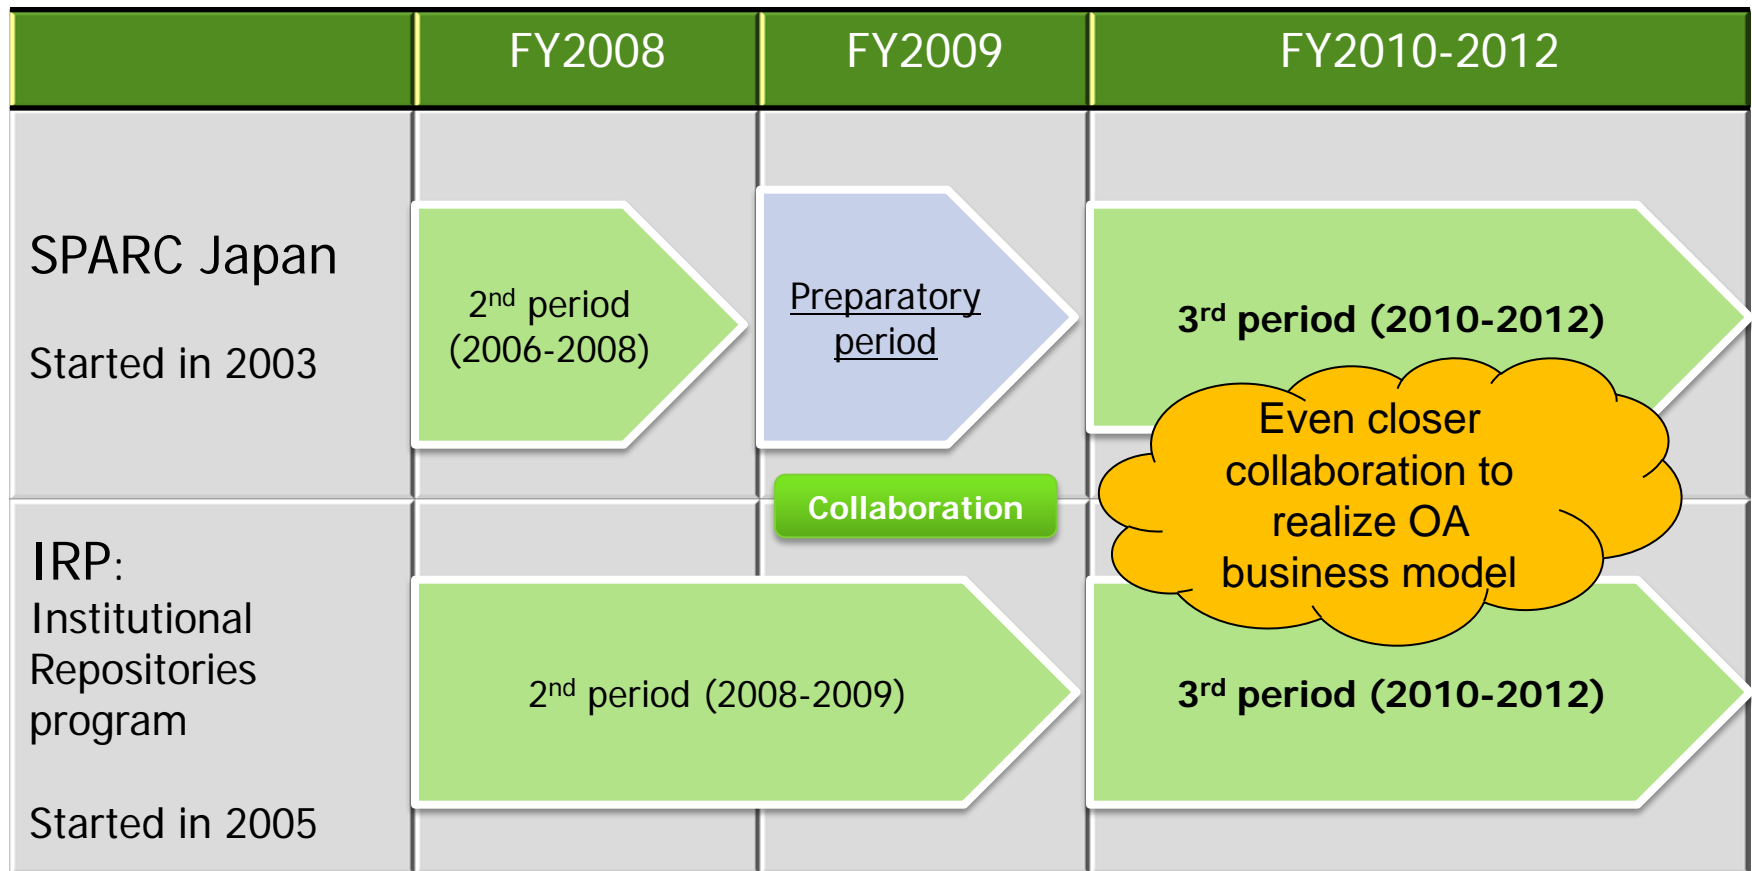 FY2008 FY2009 FY2010-2012
SPARC Japan
Started in 2003
2nd period
(2006-2008)
Preparatory
period
3rd period (2010-2012)
Even closer
collaboration to
realize OA
business model
Collaboration
IRP:
Institutional
Repositories
program
Started in 2005
2nd period (2008-2009)
3rd period (2010-2012)